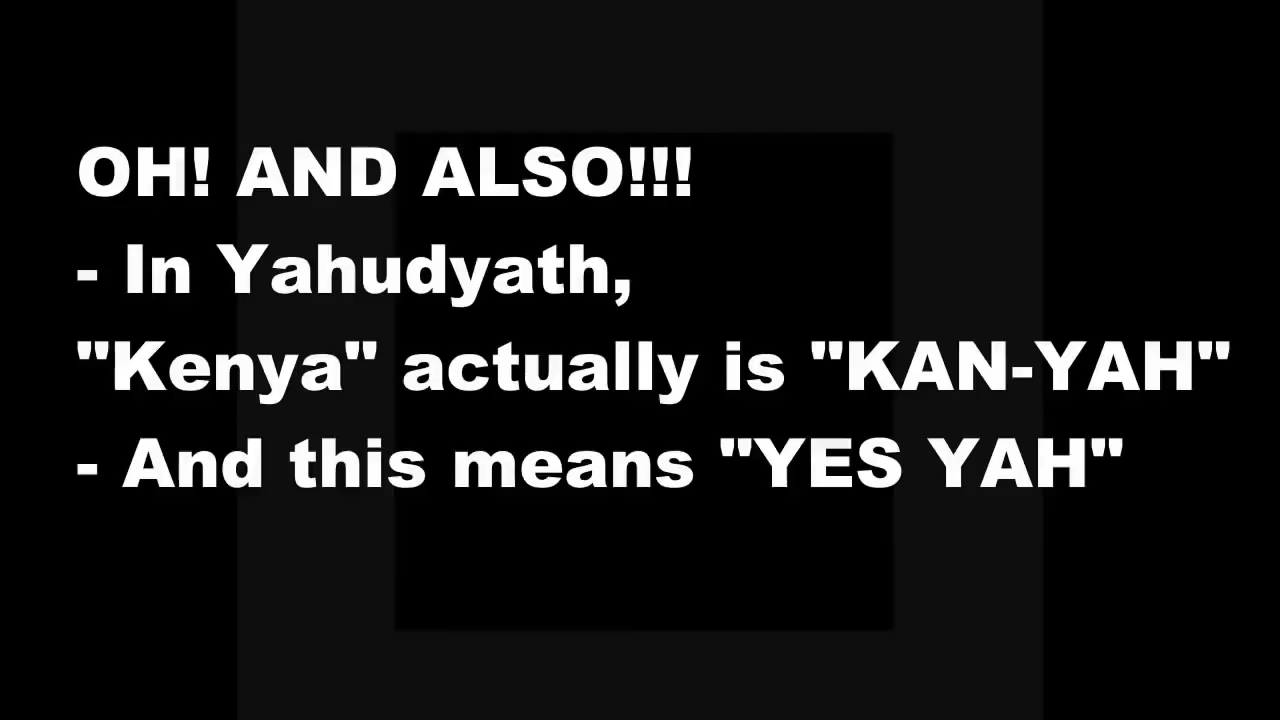 OH! AND ALSO!!!
- In Yahudyath,
"Kenya" actually is "KAN-YAH"
- And this means "YES YAH"